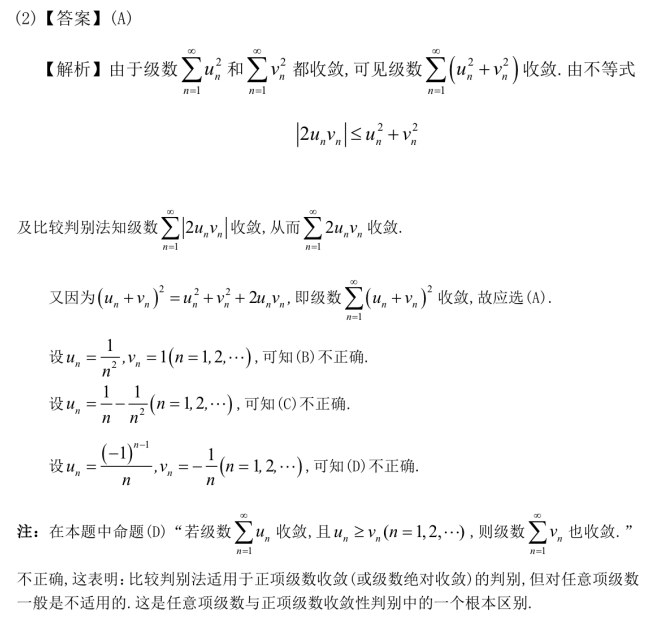 (2)【答案】(A)
【解析】由于级数 $\sum_{n=1}^{\infty} u_n^2$ 和 $\sum_{n=1}^{\infty} v_n^2$ 都收敛,可见级数 $\sum_{n=1}^{\infty} (u_n^2 + v_n^2)$ 收敛.由不等式
$|2u_n v_n| \leq u_n^2 + v_n^2$
及比较判别法知级数 $\sum_{n=1}^{\infty} |2u_n v_n|$ 收敛,从而 $\sum_{n=1}^{\infty} 2u_n v_n$ 收敛.
又因为 $(u_n + v_n)^2 = u_n^2 + v_n^2 + 2u_n v_n$,即级数 $\sum_{n=1}^{\infty} (u_n + v_n)^2$ 收敛,故应选(A).
设 $u_n = \frac{1}{n^2}, v_n = 1(n = 1, 2, \cdots)$,可知(B)不正确.
设 $u_n = \frac{1}{n} - \frac{1}{n^2}(n = 1, 2, \cdots)$,可知(C)不正确.
设 $u_n = \frac{(-1)^{n-1}}{n}, v_n = -\frac{1}{n}(n = 1, 2, \cdots)$,可知(D)不正确.
注: 在本题中命题(D)“若级数 $\sum_{n=1}^{\infty} u_n$ 收敛,且 $u_n \geq v_n(n = 1, 2, \cdots)$,则级数 $\sum_{n=1}^{\infty} v_n$ 也收敛.”
不正确,这表明:比较判别法适用于正项级数收敛(或级数绝对收敛)的判别,但对任意项级数
一般是不适用的.这是任意项级数与正项级数收敛性判别中的一个根本区别.